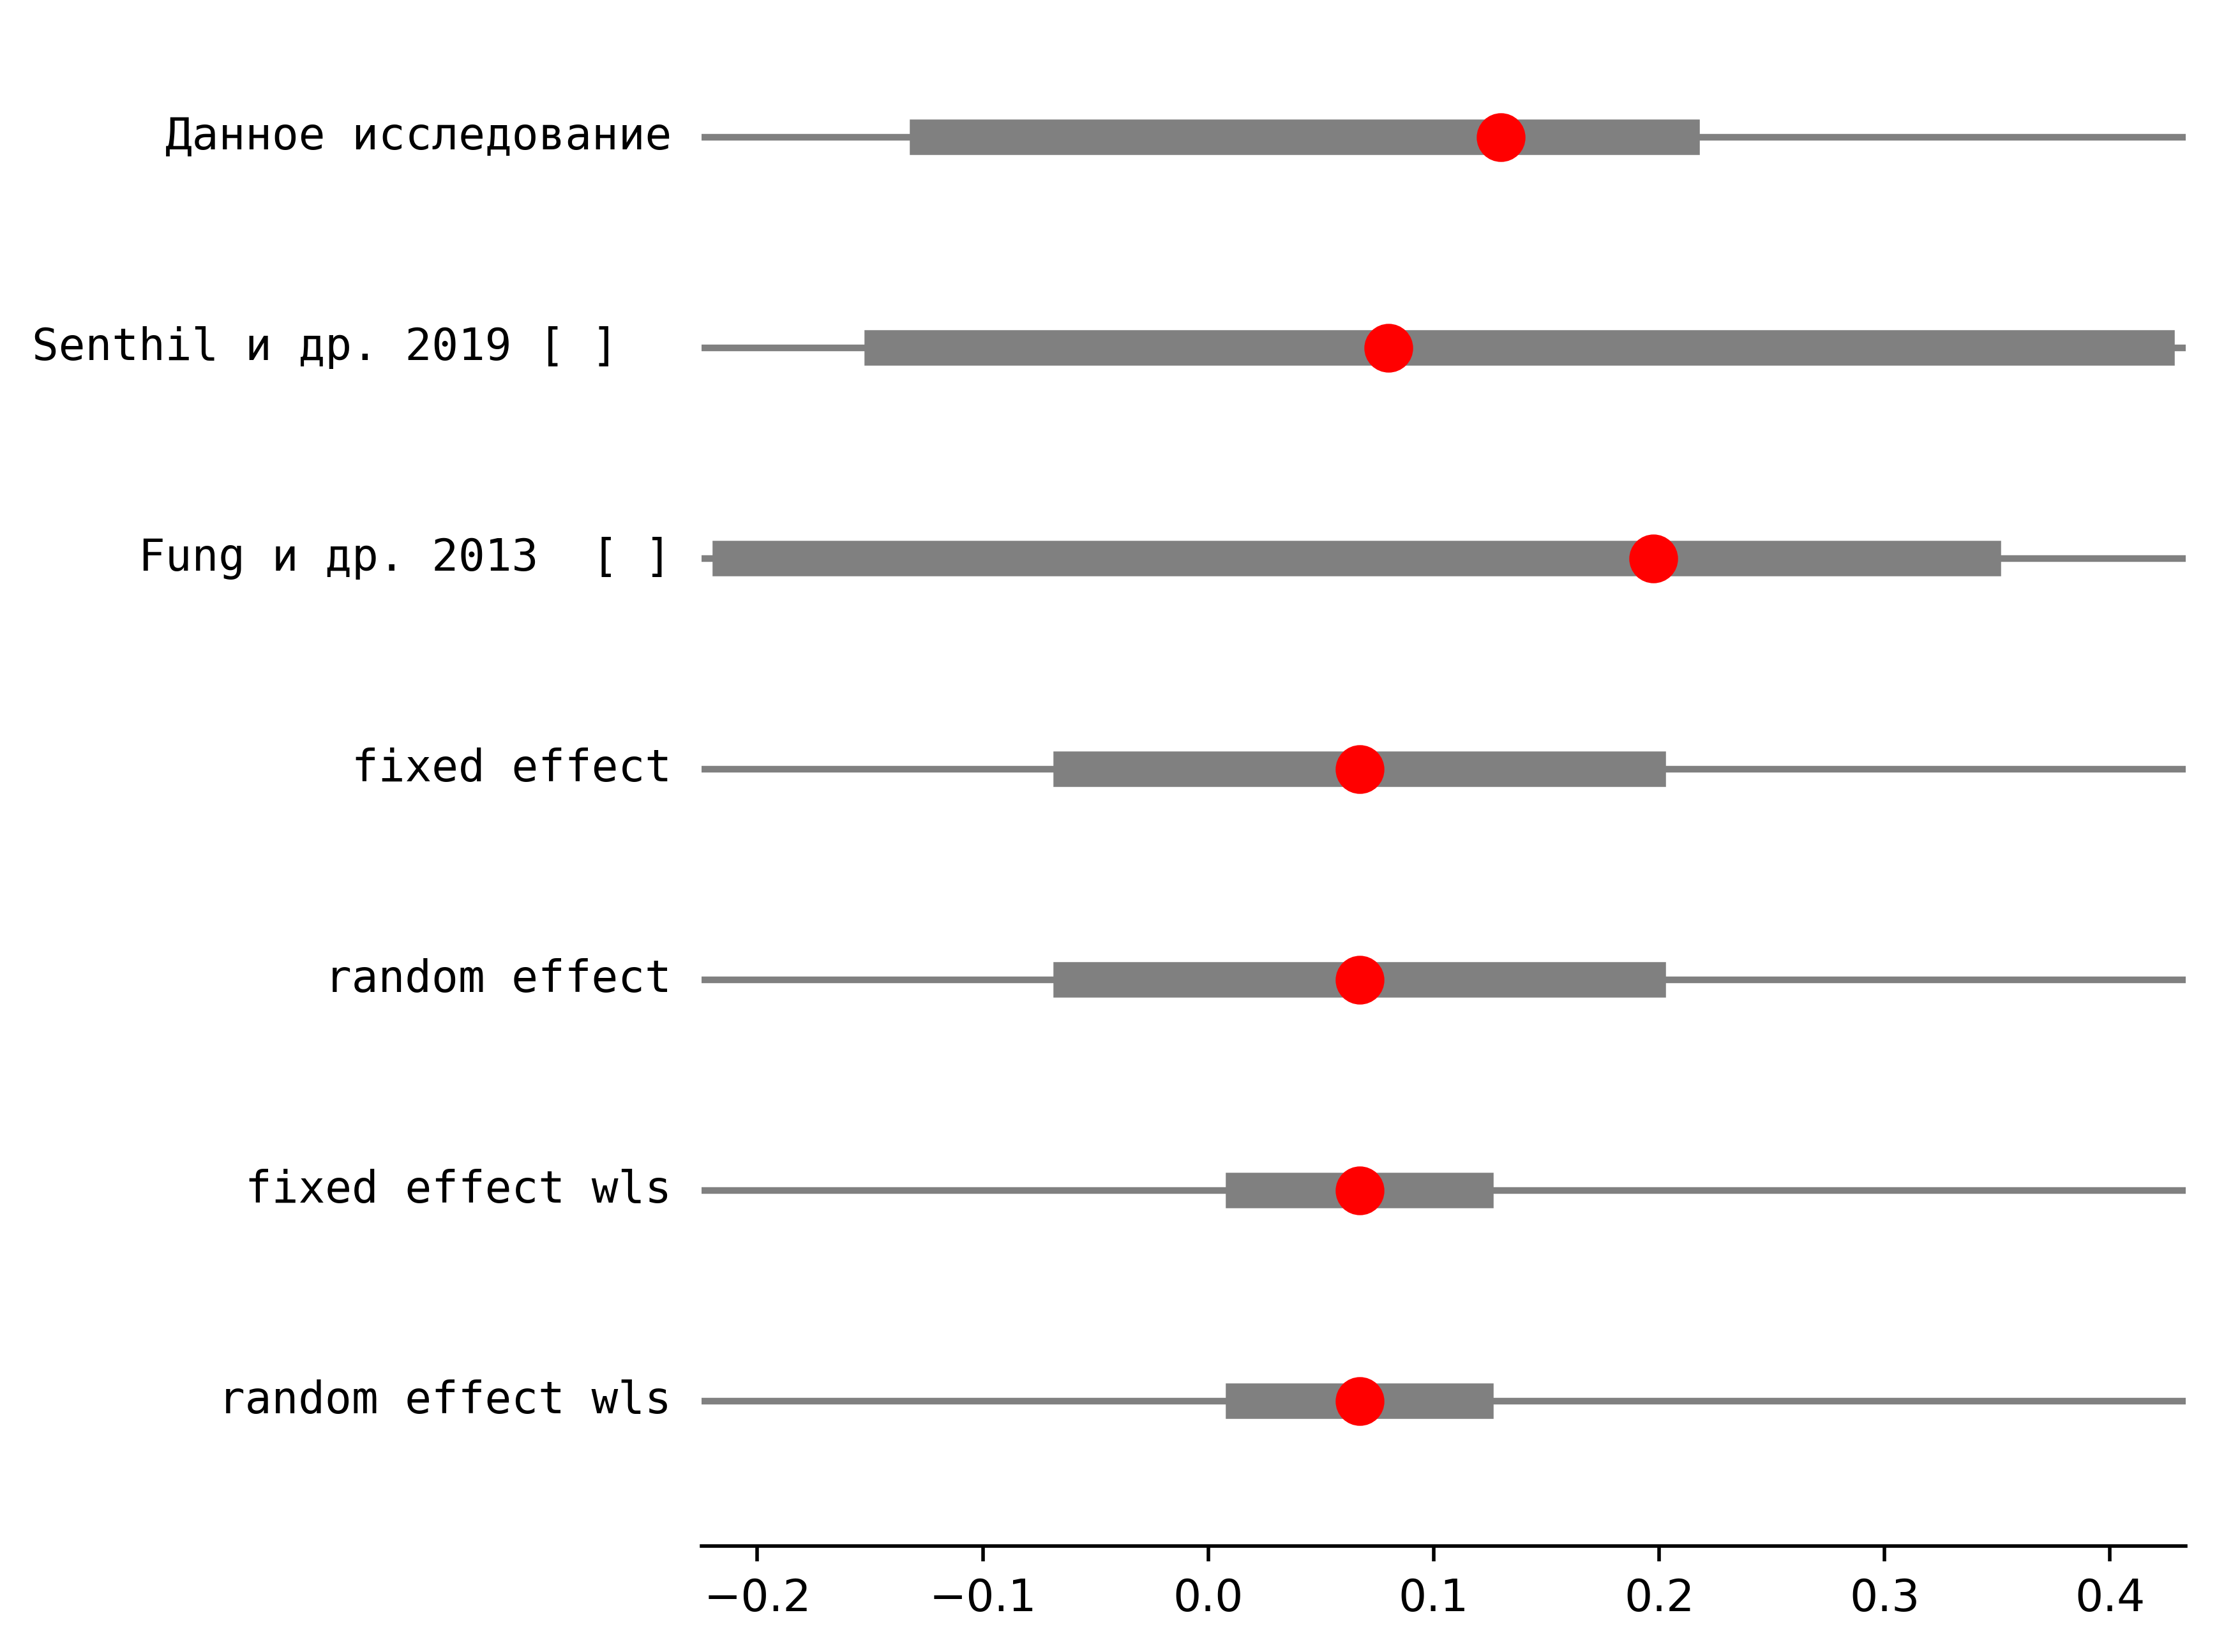 Данное исследование
Senthil и др. 2019 [ ]
Fung и др. 2013  [ ]
fixed effect
random effect
fixed effect wls
random effect wls
−0.2 −0.1 0.0 0.1 0.2 0.3 0.4